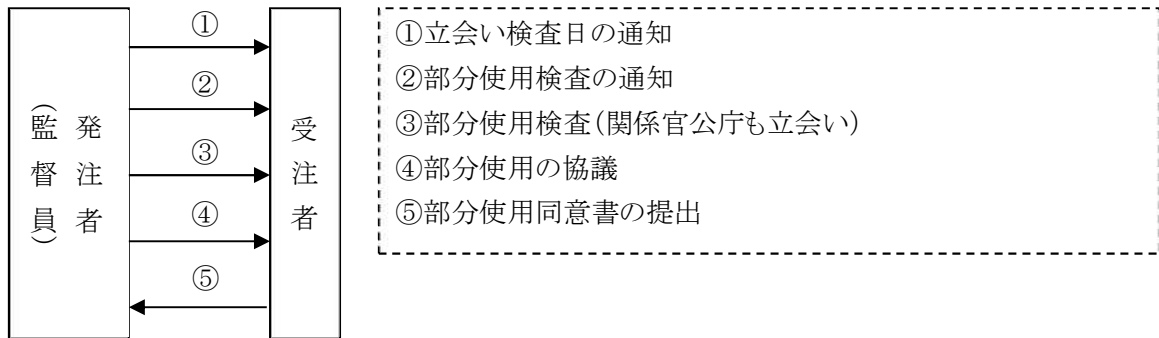 発注者
(監督員)
①
②
③
④
⑤
受注者
①立会い検査日の通知
②部分使用検査の通知
③部分使用検査(関係官公庁も立会い)
④部分使用の協議
⑤部分使用同意書の提出